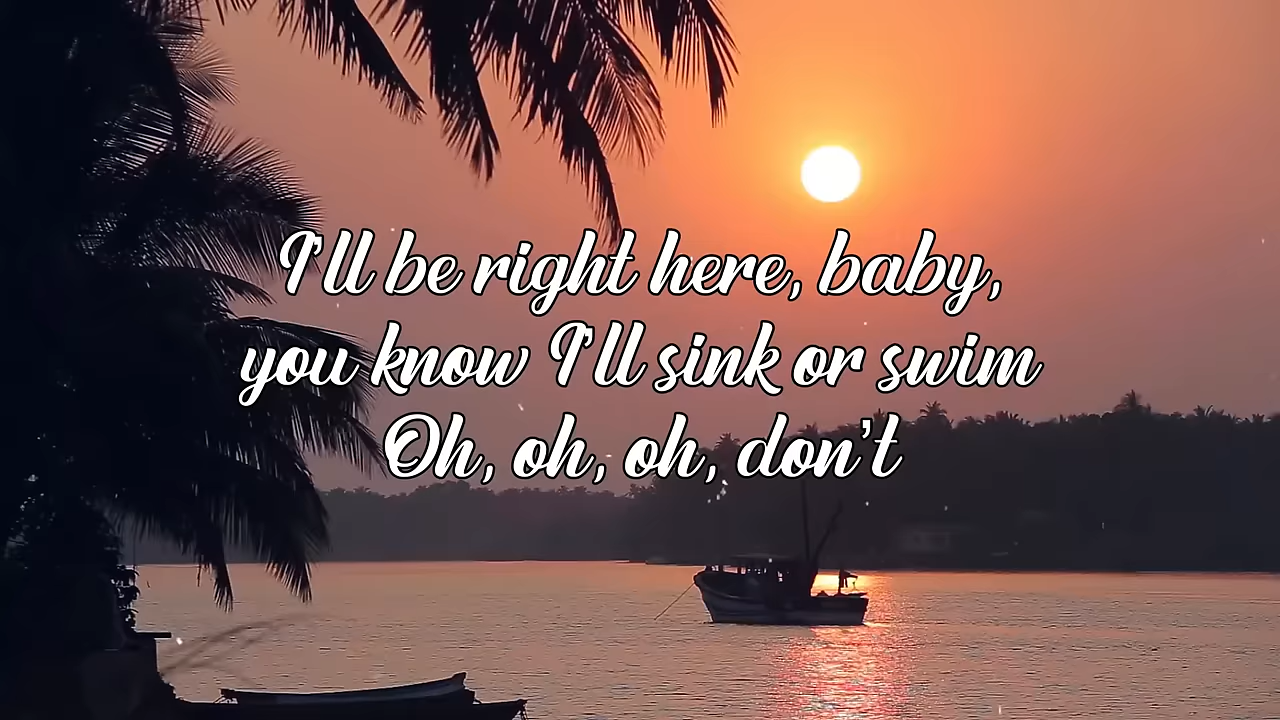 I'll be right here, baby,
you know I'll sink or swim
Oh, oh, oh, don't